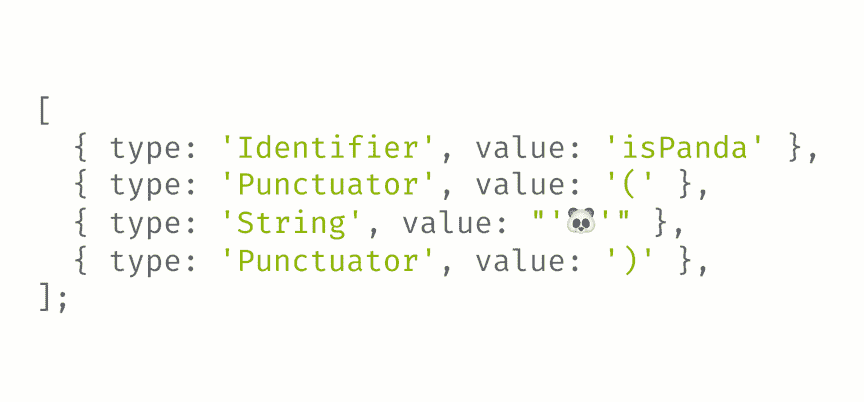 [
  { type: 'Identifier', value: 'isPanda' },
  { type: 'Punctuator', value: '(' },
  { type: 'String', value: "'🐼'" },
  { type: 'Punctuator', value: ')' },
];